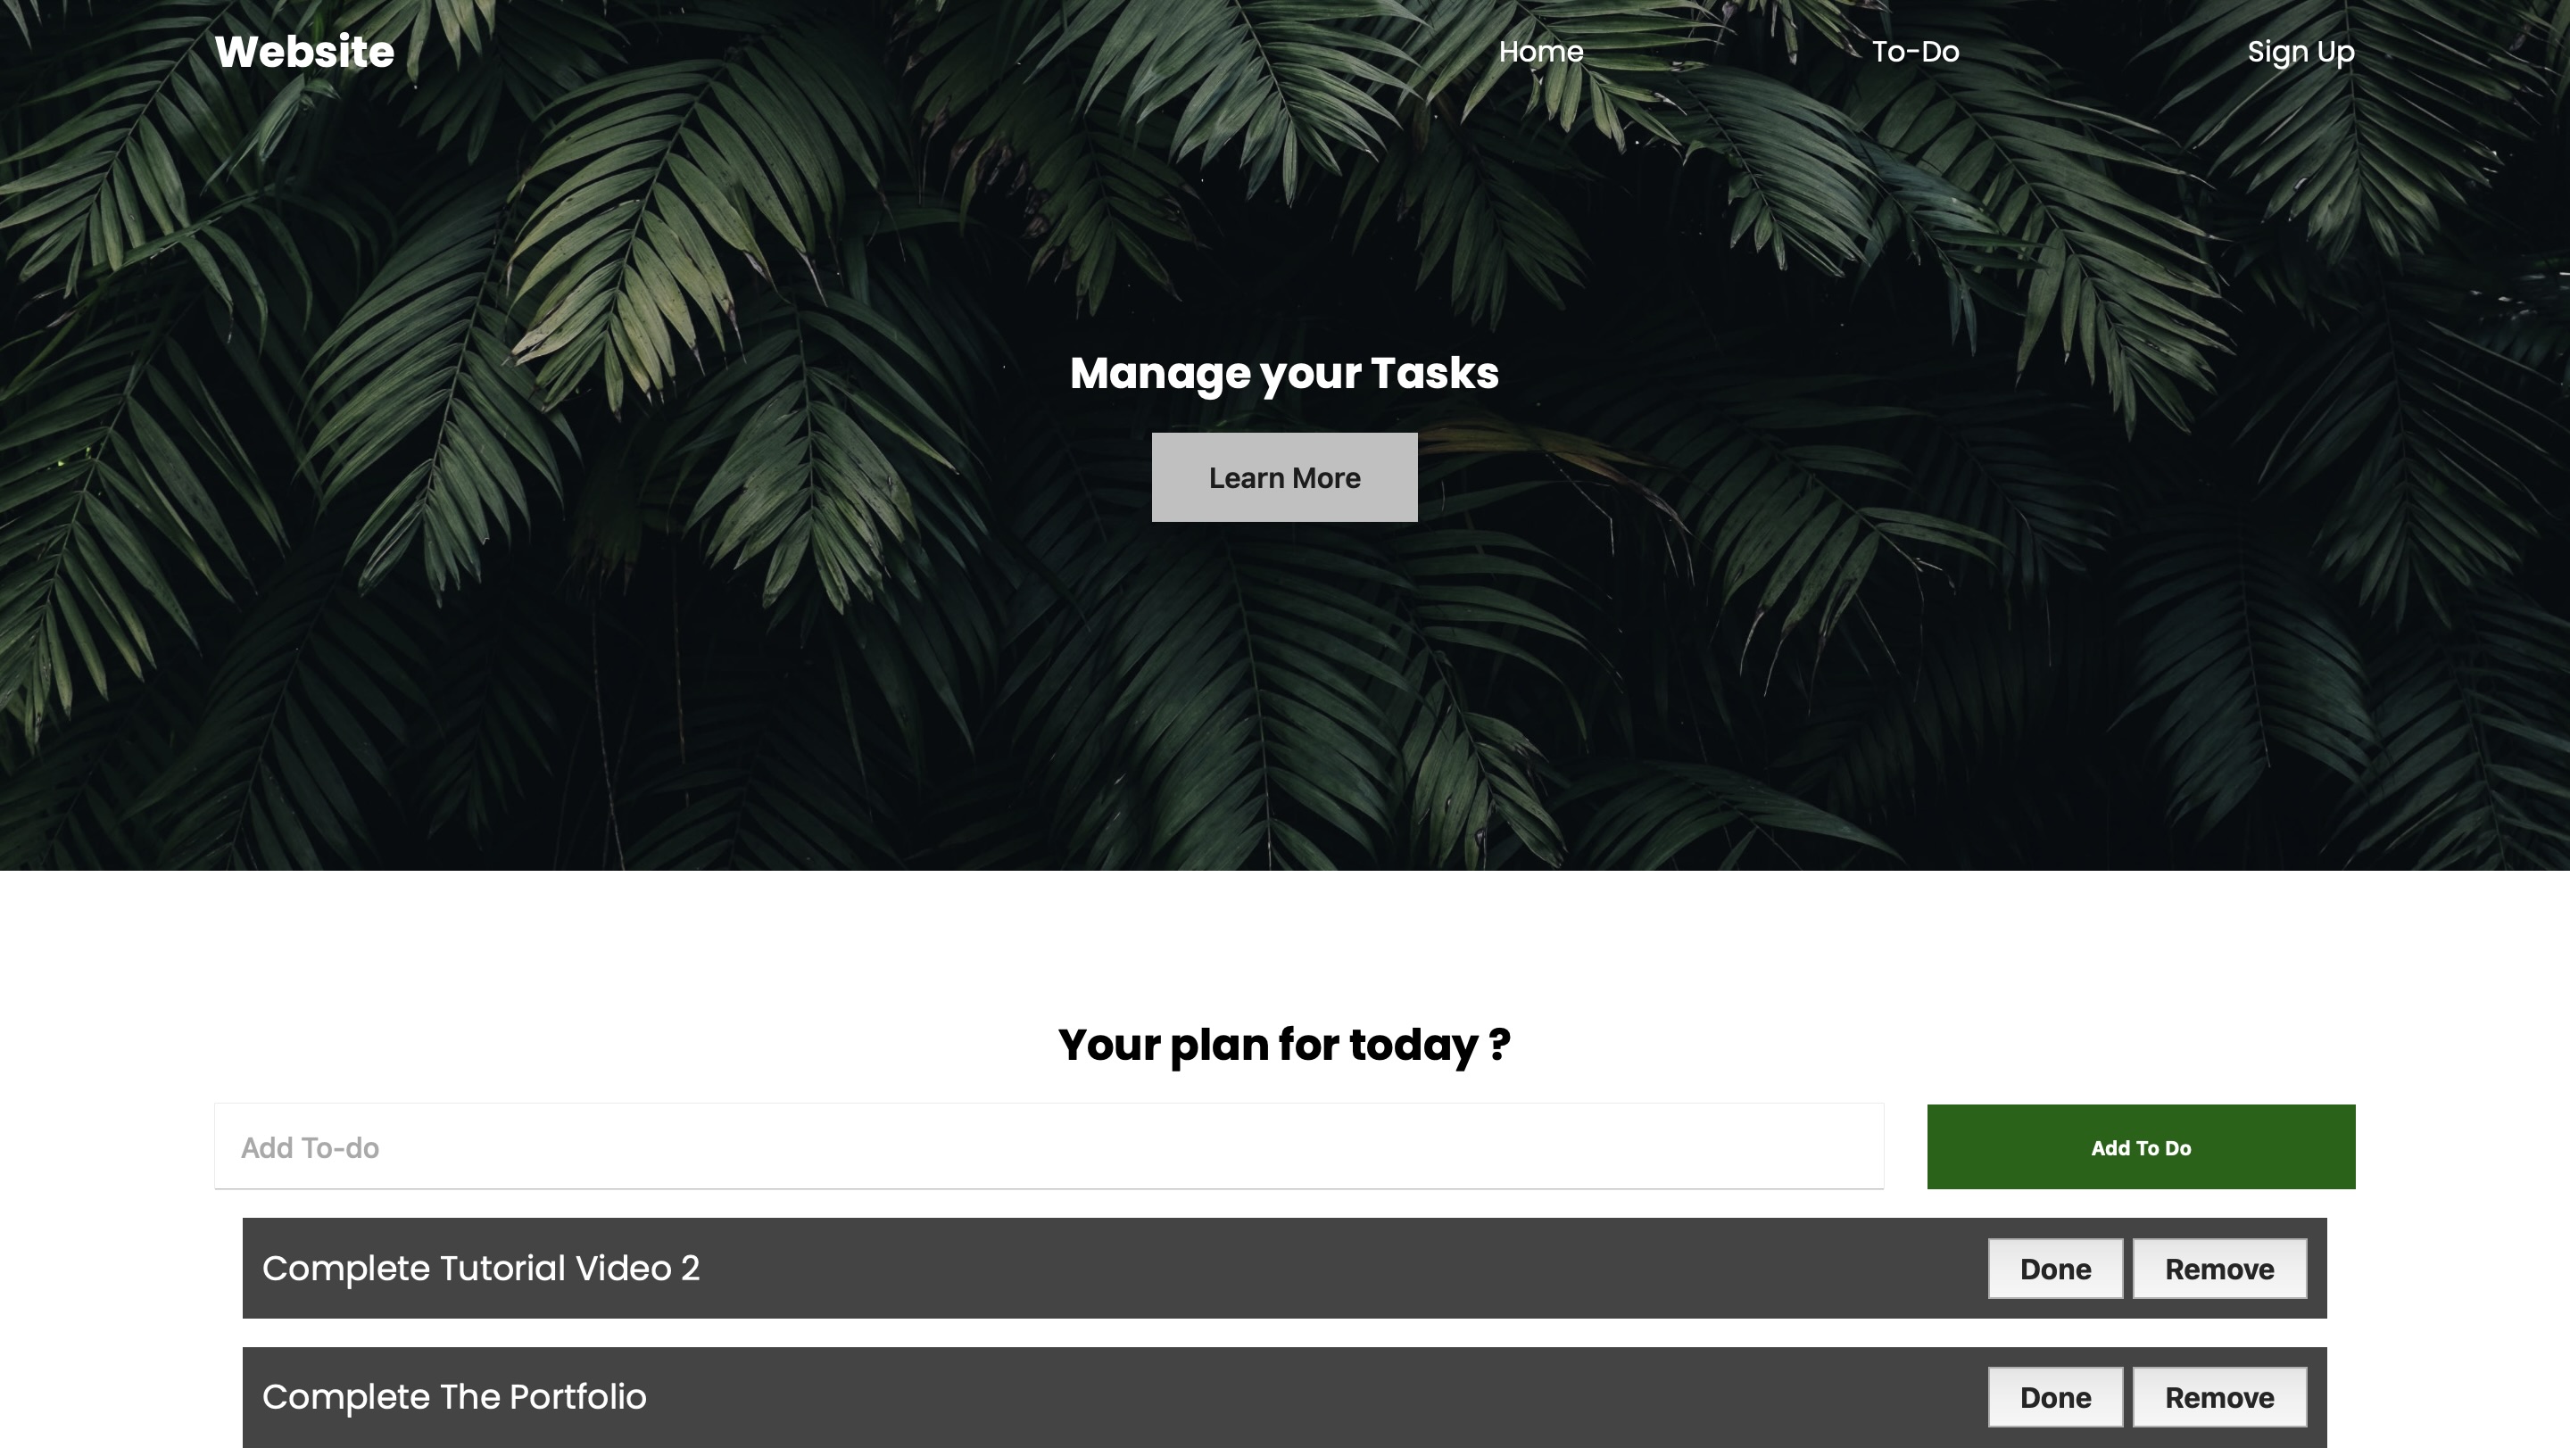 Website Home To-Do Sign Up
Manage your Tasks
Learn More
Your plan for today ?
Add To-do Add To Do
Complete Tutorial Video 2 Done Remove
Complete The Portfolio Done Remove